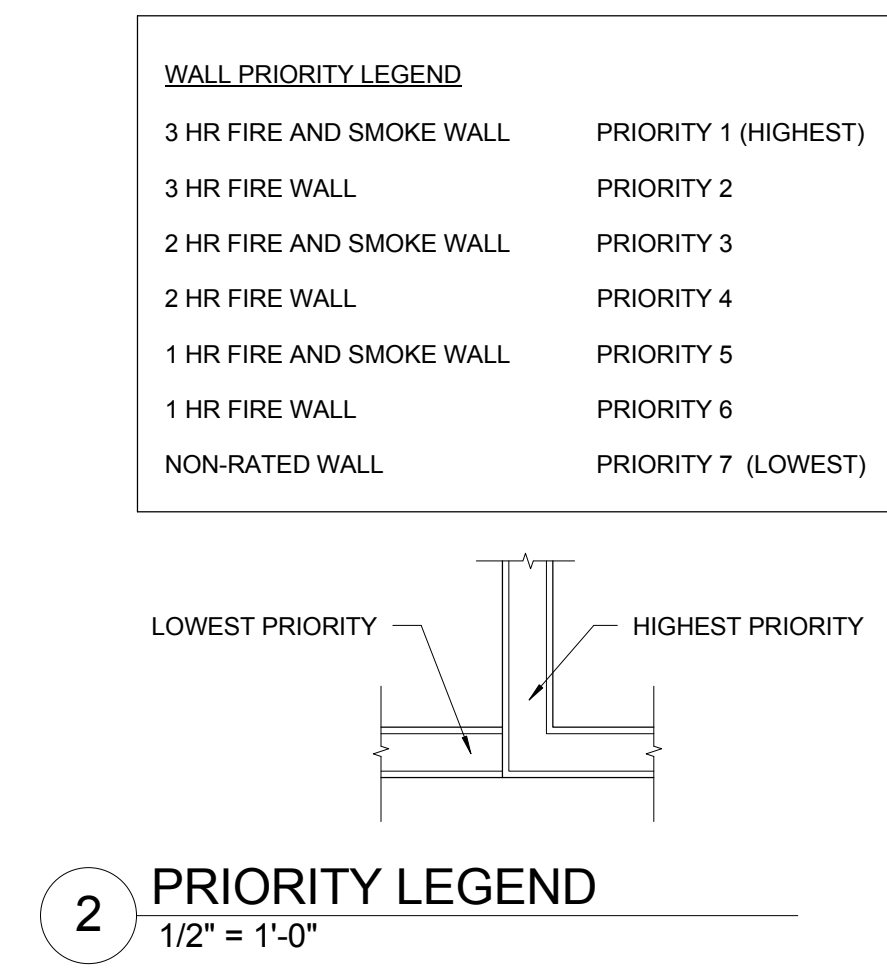 WALL PRIORITY LEGEND
3 HR FIRE AND SMOKE WALL PRIORITY 1 (HIGHEST)
3 HR FIRE WALL PRIORITY 2
2 HR FIRE AND SMOKE WALL PRIORITY 3
2 HR FIRE WALL PRIORITY 4
1 HR FIRE AND SMOKE WALL PRIORITY 5
1 HR FIRE WALL PRIORITY 6
NON-RATED WALL PRIORITY 7 (LOWEST)
LOWEST PRIORITY HIGHEST PRIORITY
2 PRIORITY LEGEND
1/2" = 1'-0"